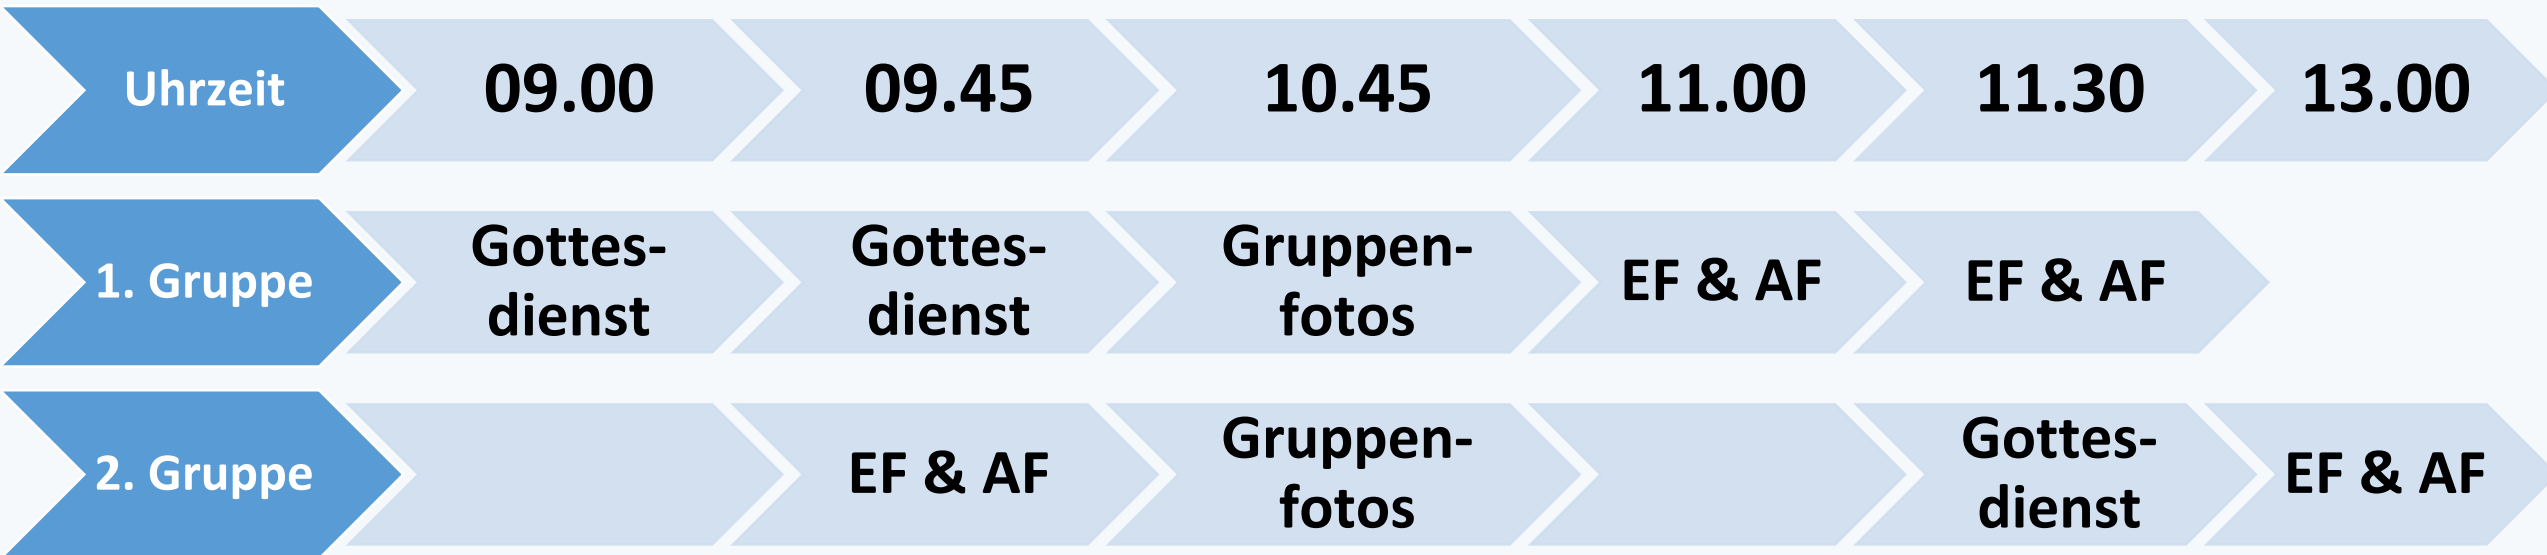 Uhrzeit 09.00 09.45 10.45 11.00 11.30 13.00
1. Gruppe Gottes- Gottes- Gruppen- EF & AF EF & AF
dienst dienst fotos
2. Gruppe EF & AF Gruppen- Gottes- EF & AF
fotos dienst